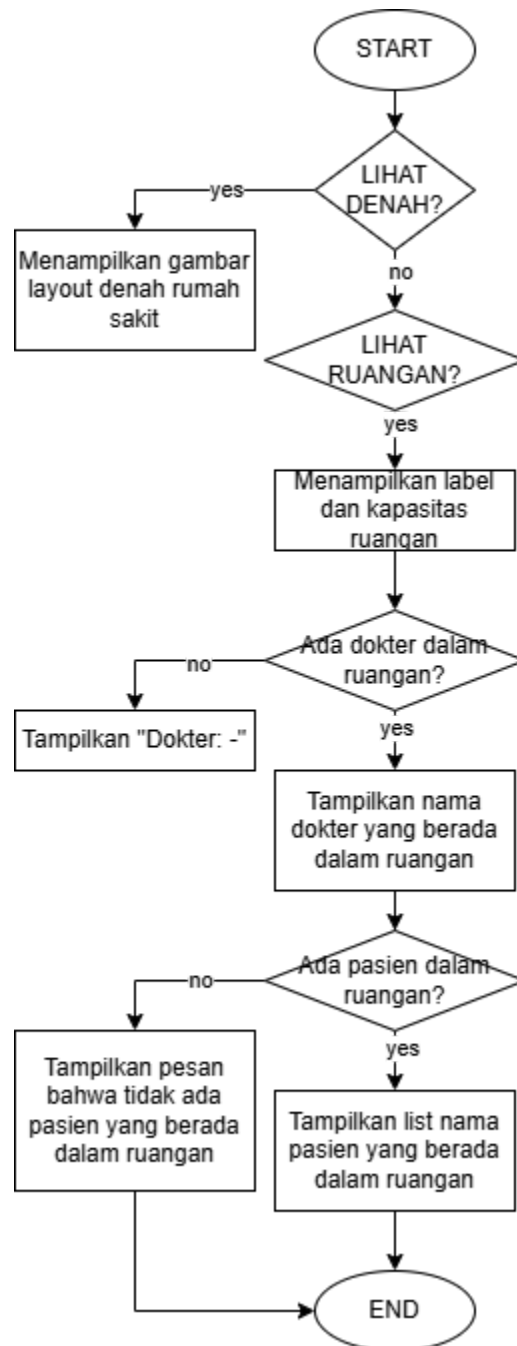 START
LIHAT
DENAH?
yes
Menampilkan gambar
layout denah rumah
sakit
no
LIHAT
RUANGAN?
yes
Menampilkan label
dan kapasitas
ruangan
Ada dokter dalam
ruangan?
no
Tampilkan "Dokter: -"
yes
Tampilkan nama
dokter yang berada
dalam ruangan
Ada pasien dalam
ruangan?
no
Tampilkan pesan
bahwa tidak ada
pasien yang berada
dalam ruangan
yes
Tampilkan list nama
pasien yang berada
dalam ruangan
END